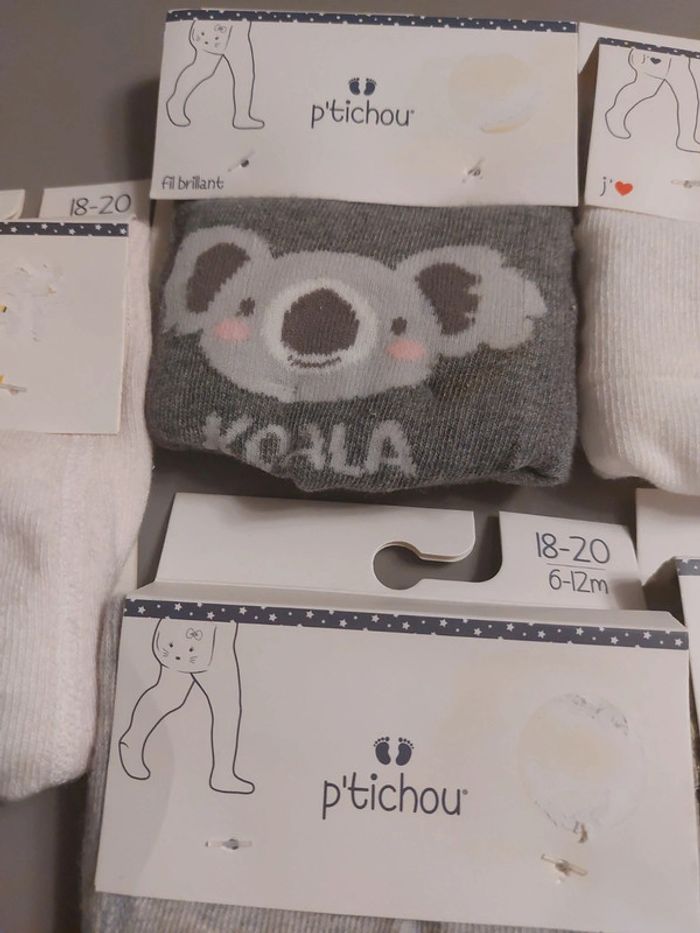 p'tichou®
fil brillant
j'♥
j'♥
18-20
KOALA
18-20
6-12m
p'tichou®